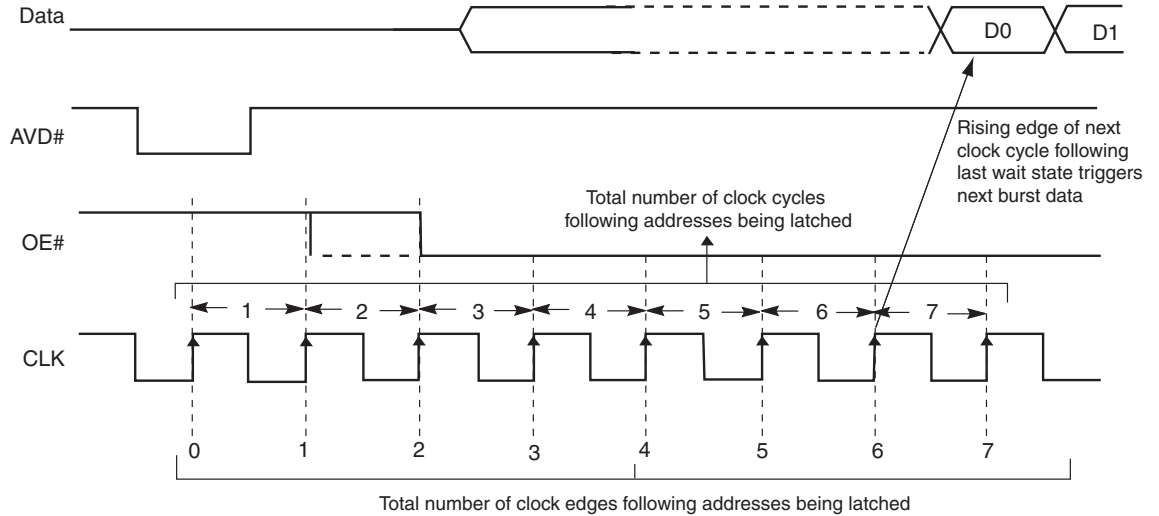 Data
D0
D1
AVD#
Rising edge of next
clock cycle following
last wait state triggers
next burst data
Total number of clock cycles
following addresses being latched
OE#
1 2 3 4 5 6 7
CLK
0 1 2 3 4 5 6 7
Total number of clock edges following addresses being latched